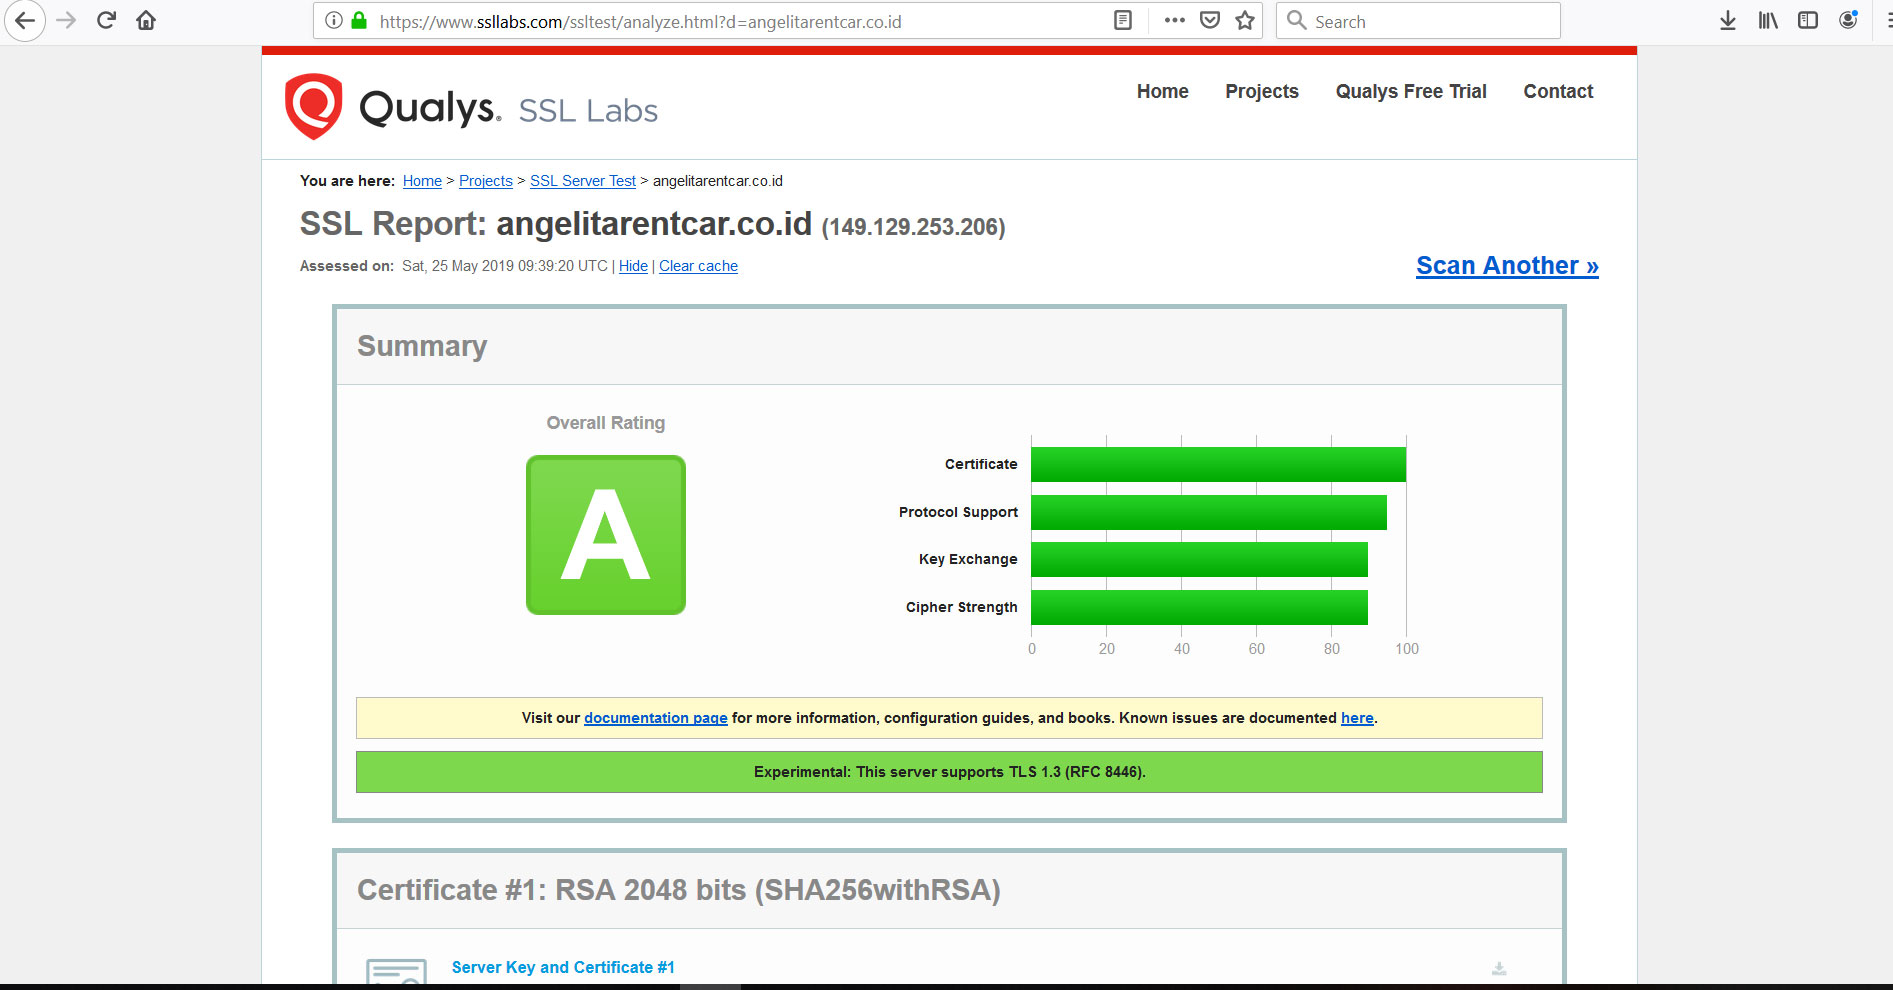 https://www.ssllabs.com/ssltest/analyze.html?d=angelitarentcar.co.id
Search
Qualys. SSL Labs
Home Projects Qualys Free Trial Contact
You are here: Home > Projects > SSL Server Test > angelitarentcar.co.id
SSL Report: angelitarentcar.co.id (149.129.253.206)
Assessed on: Sat, 25 May 2019 09:39:20 UTC | Hide | Clear cache
Scan Another »
Summary
Overall Rating
A
Certificate
Protocol Support
Key Exchange
Cipher Strength
0 20 40 60 80 100
Visit our documentation page for more information, configuration guides, and books. Known issues are documented here.
Experimental: This server supports TLS 1.3 (RFC 8446).
Certificate #1: RSA 2048 bits (SHA256withRSA)
Server Key and Certificate #1